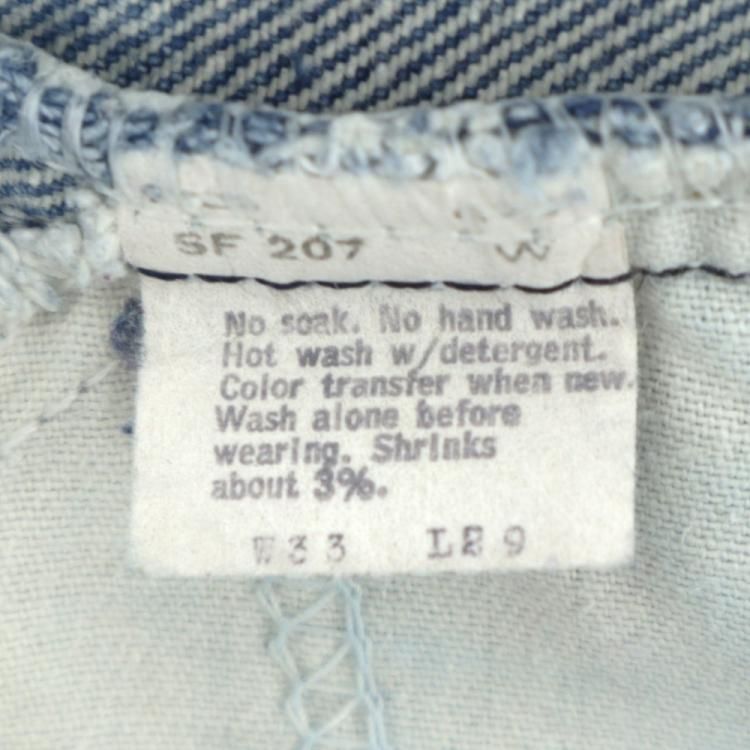 SF 207 W
No soak. No hand wash.
Hot wash w/detergent.
Color transfer when new.
Wash alone before
wearing. Shrinks
about 3%.
W33 L29